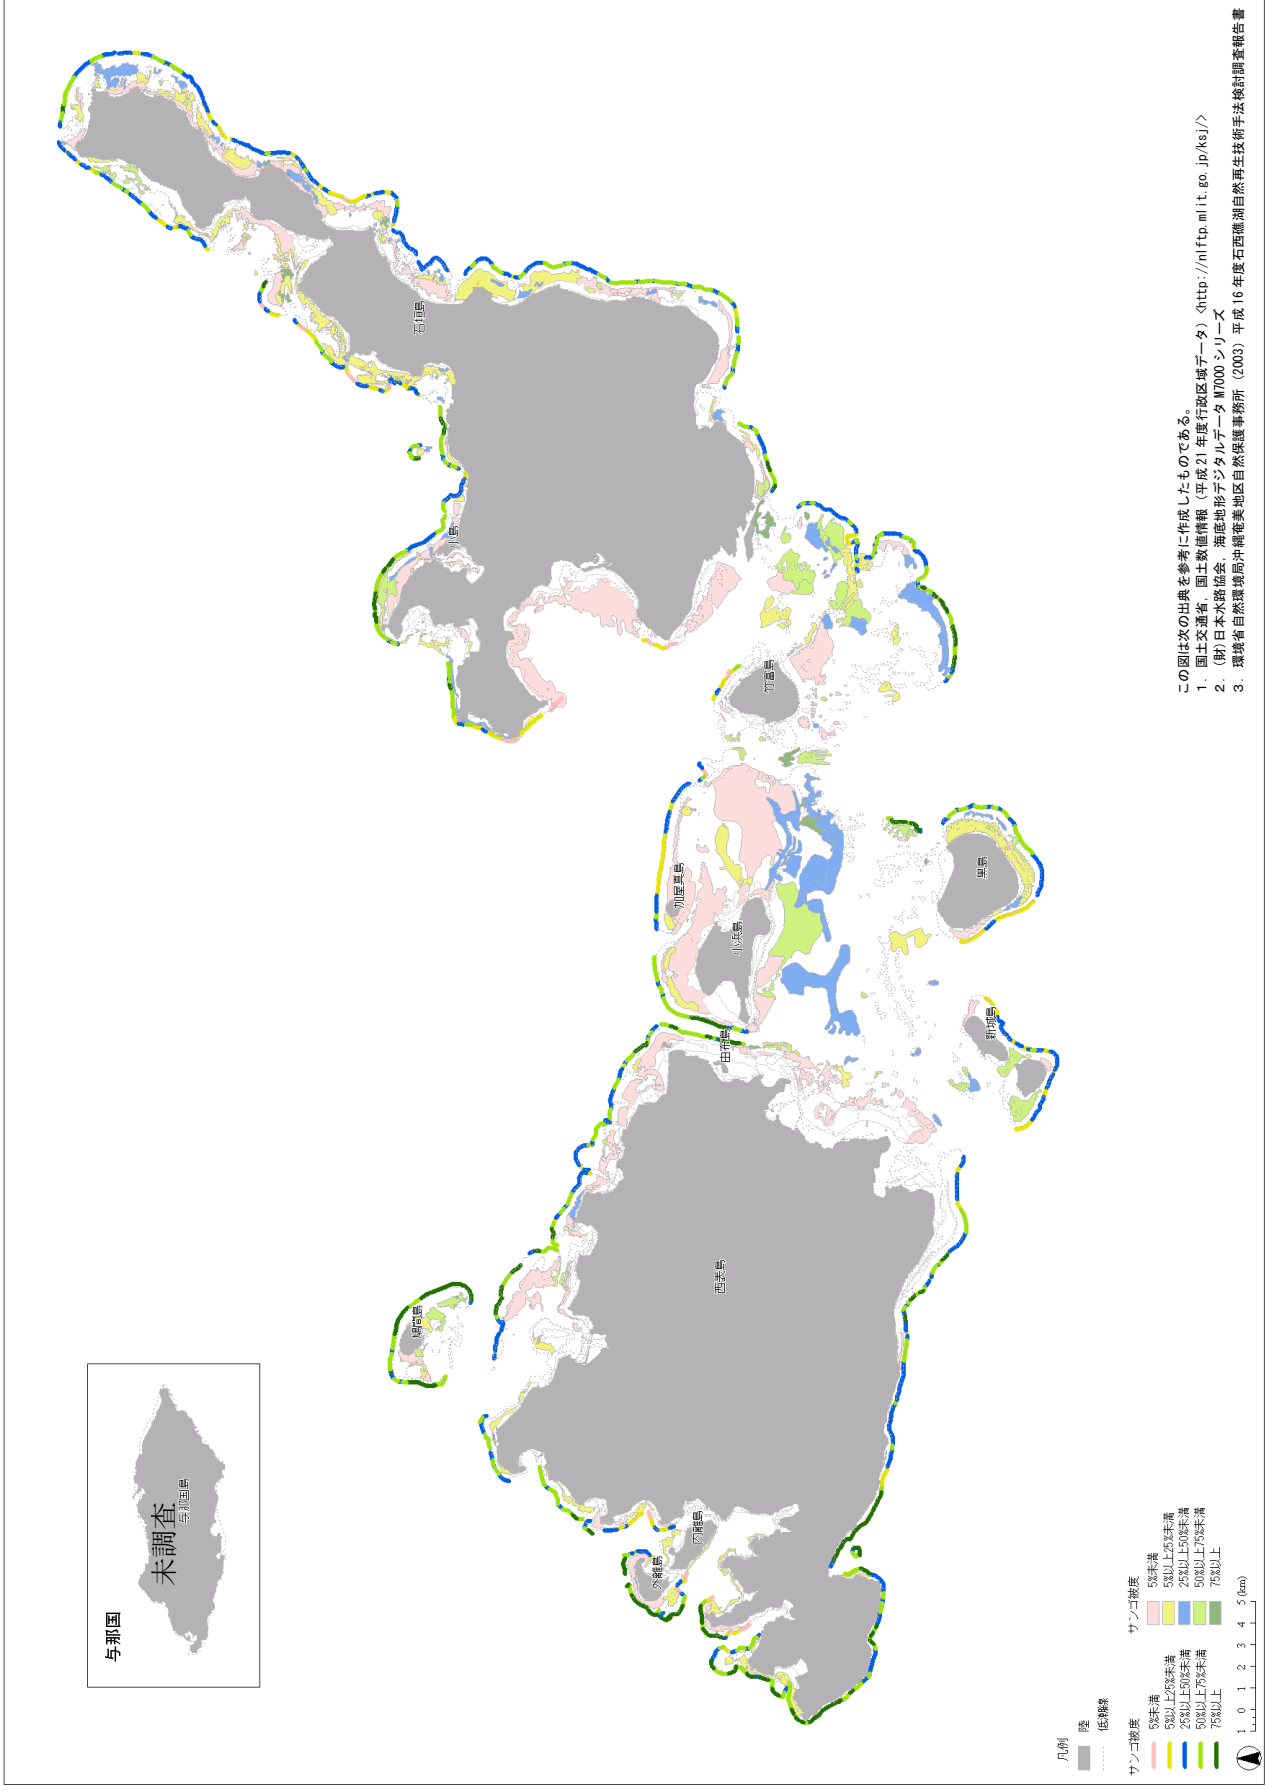 与那国
未調査
与那国島
鳩間島
外離島
内離島
西表島
由布島
加屋真島
小浜島
新城島
黒島
竹富島
小島
石垣島
凡例
陸
低潮線
サンゴ被度
5%未満
5%以上25%未満
25%以上50%未満
50%以上75%未満
75%以上
サンゴ被度
5%未満
5%以上25%未満
25%以上50%未満
50%以上75%未満
75%以上
1 0 1 2 3 4 5 (km)
この図は次の出典を参考に作成したものである。
1. 国土交通省, 国土数値情報 (平成21年度行政区域データ) <http://nlftp.mlit.go.jp/ksj/>
2. (財)日本水路協会, 海底地形デジタルデータ M7000 シリーズ
3. 環境省自然環境局沖縄奄美地区自然保護事務所 (2003) 平成16年度石西礁湖自然再生技術手法検討調査報告書